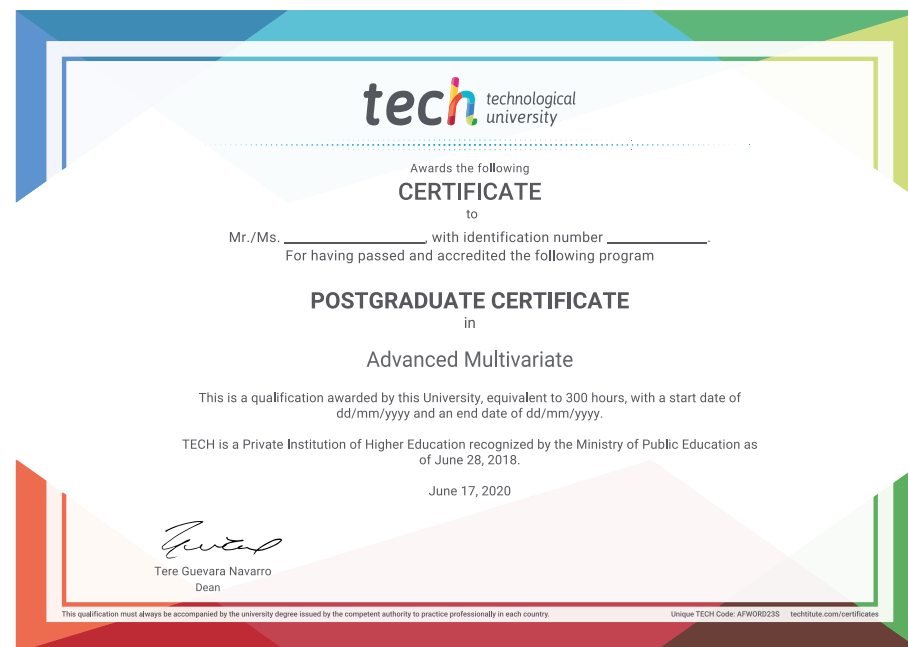 tech technological
university
Awards the following
CERTIFICATE
to
Mr./Ms. ____________________, with identification number ______________.
For having passed and accredited the following program
POSTGRADUATE CERTIFICATE
in
Advanced Multivariate
This is a qualification awarded by this University, equivalent to 300 hours, with a start date of
dd/mm/yyyy and an end date of dd/mm/yyyy.
TECH is a Private Institution of Higher Education recognized by the Ministry of Public Education as
of June 28, 2018.
June 17, 2020
Tere Guevara Navarro
Dean
This qualification must always be accompanied by the university degree issued by the competent authority to practice professionally in each country. Unique TECH Code: AFWORD23S techtitute.com/certificates